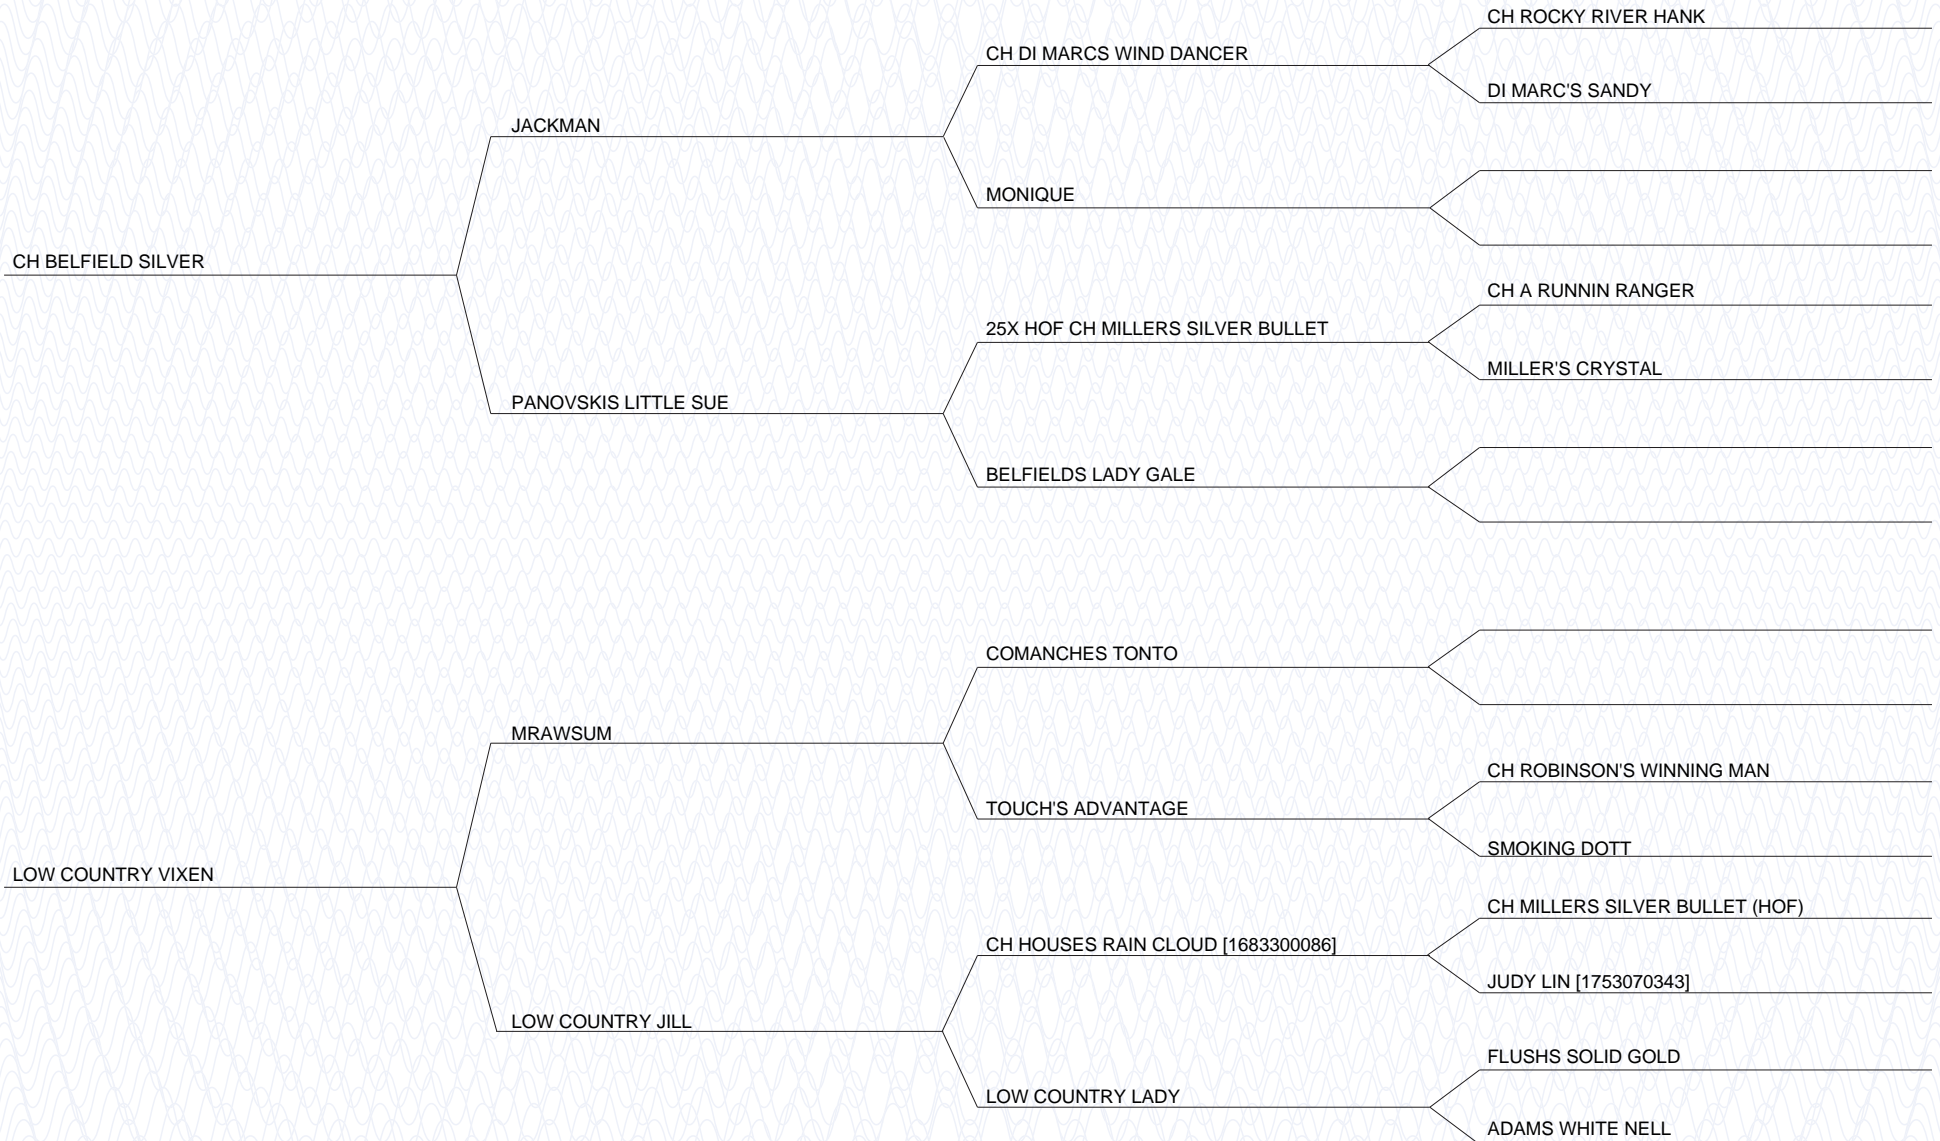 CH ROCKY RIVER HANK
CH DI MARCS WIND DANCER
DI MARC'S SANDY
JACKMAN
MONIQUE
CH BELFIELD SILVER
CH A RUNNIN RANGER
25X HOF CH MILLERS SILVER BULLET
MILLER'S CRYSTAL
PANOVSKIS LITTLE SUE
BELFIELDS LADY GALE
COMANCHES TONTO
MRAWSUM
CH ROBINSON'S WINNING MAN
TOUCH'S ADVANTAGE
SMOKING DOTT
LOW COUNTRY VIXEN
CH MILLERS SILVER BULLET (HOF)
CH HOUSES RAIN CLOUD [1683300086]
JUDY LIN [1753070343]
LOW COUNTRY JILL
FLUSHS SOLID GOLD
LOW COUNTRY LADY
ADAMS WHITE NELL